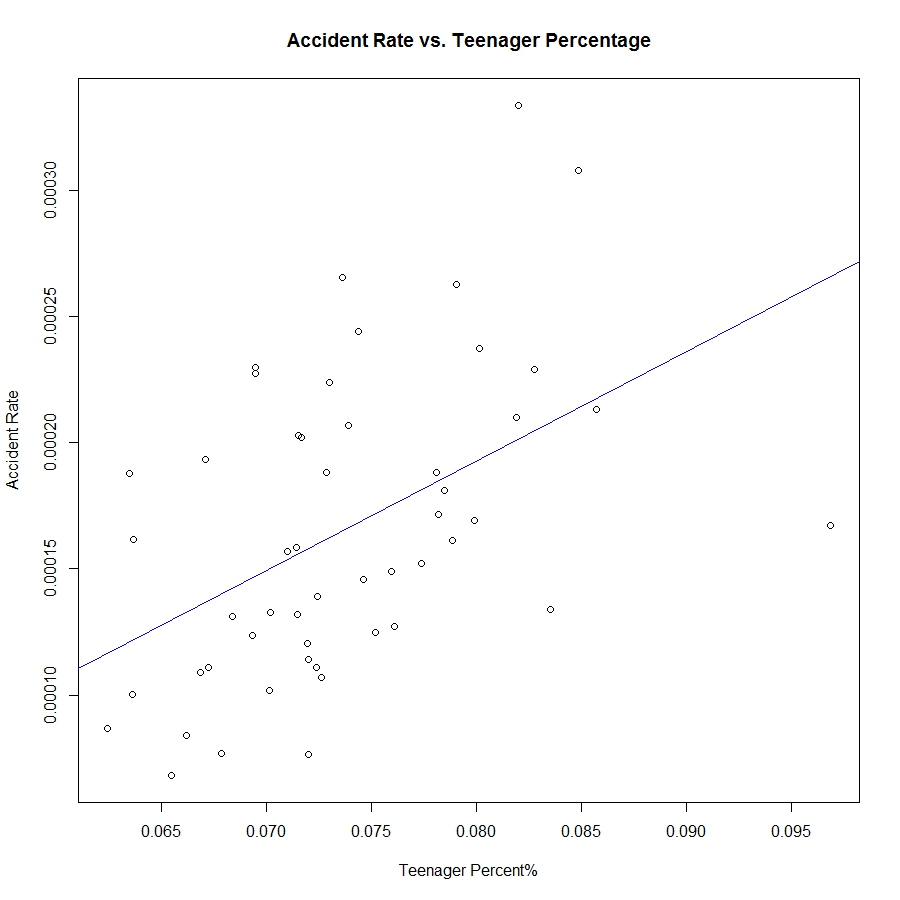 Accident Rate vs. Teenager Percentage
0.00030
0.00025
0.00020
0.00015
0.00010
Accident Rate
0.065 0.070 0.075 0.080 0.085 0.090 0.095
Teenager Percent%